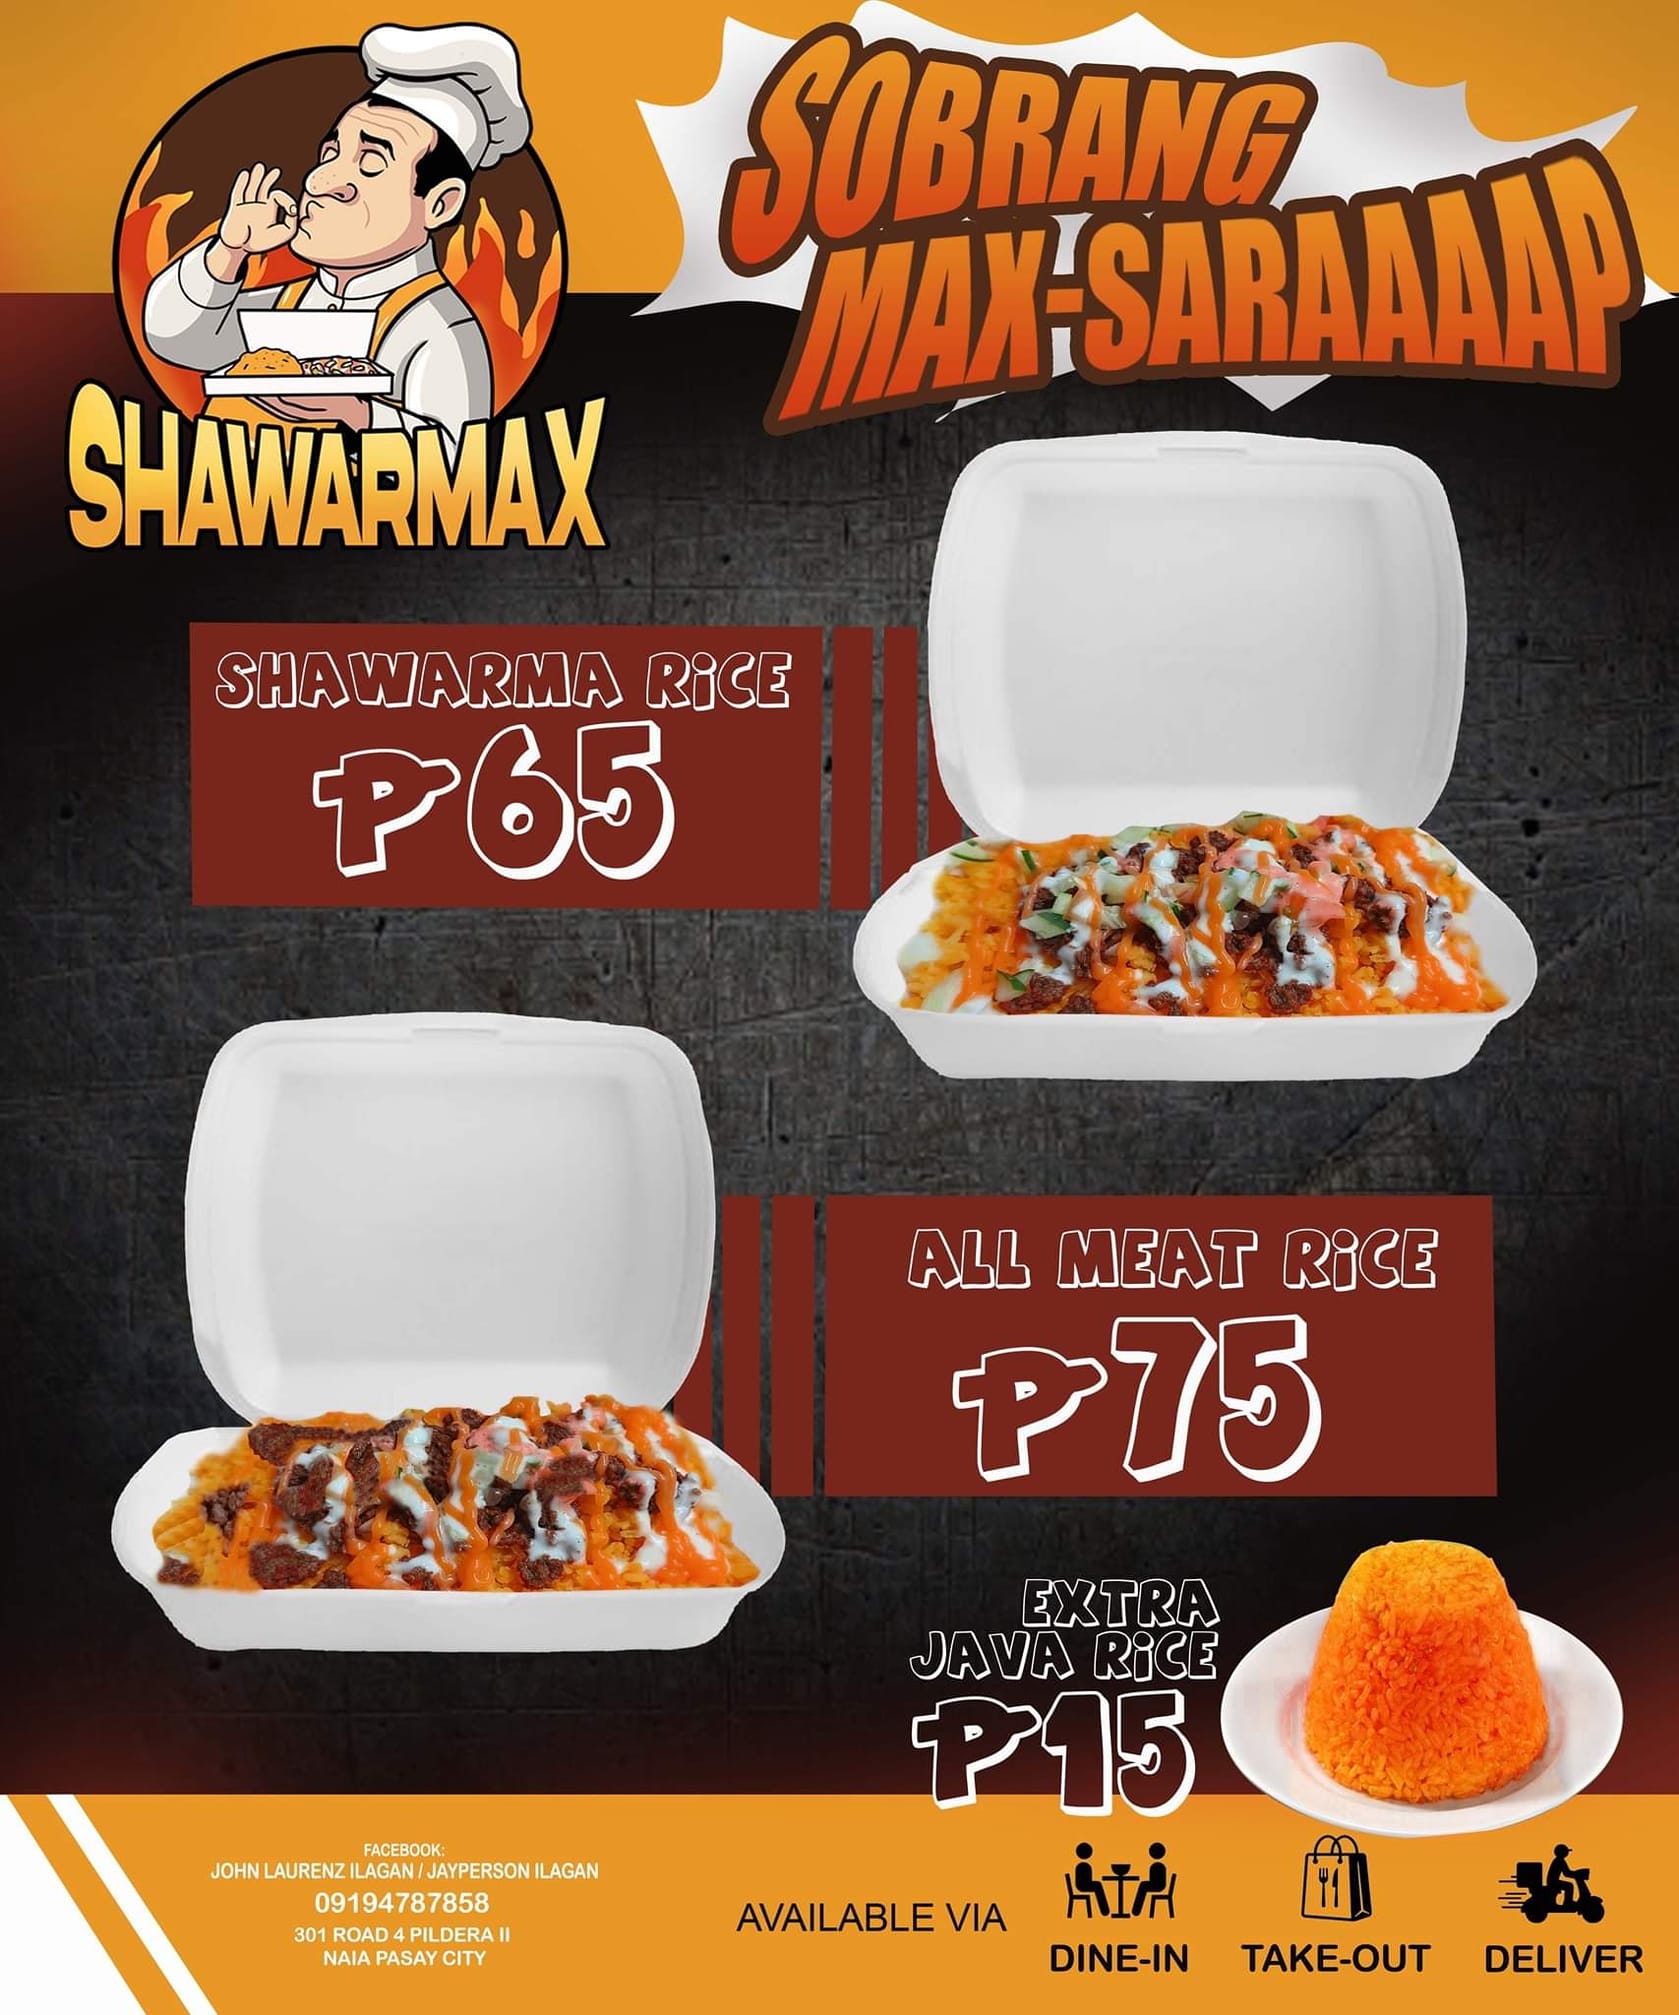 SHAWARMAX
SOBRANG
MAX-SARAAAAP
SHAWARMA RiCE
₱65
ALL MEAT RiCE
₱75
EXTRA
JAVA RiCE
₱15
FACEBOOK:
JOHN LAURENZ ILAGAN / JAYPERSON ILAGAN
09194787858
301 ROAD 4 PILDERA II
NAIA PASAY CITY
AVAILABLE VIA
DINE-IN
TAKE-OUT
DELIVER